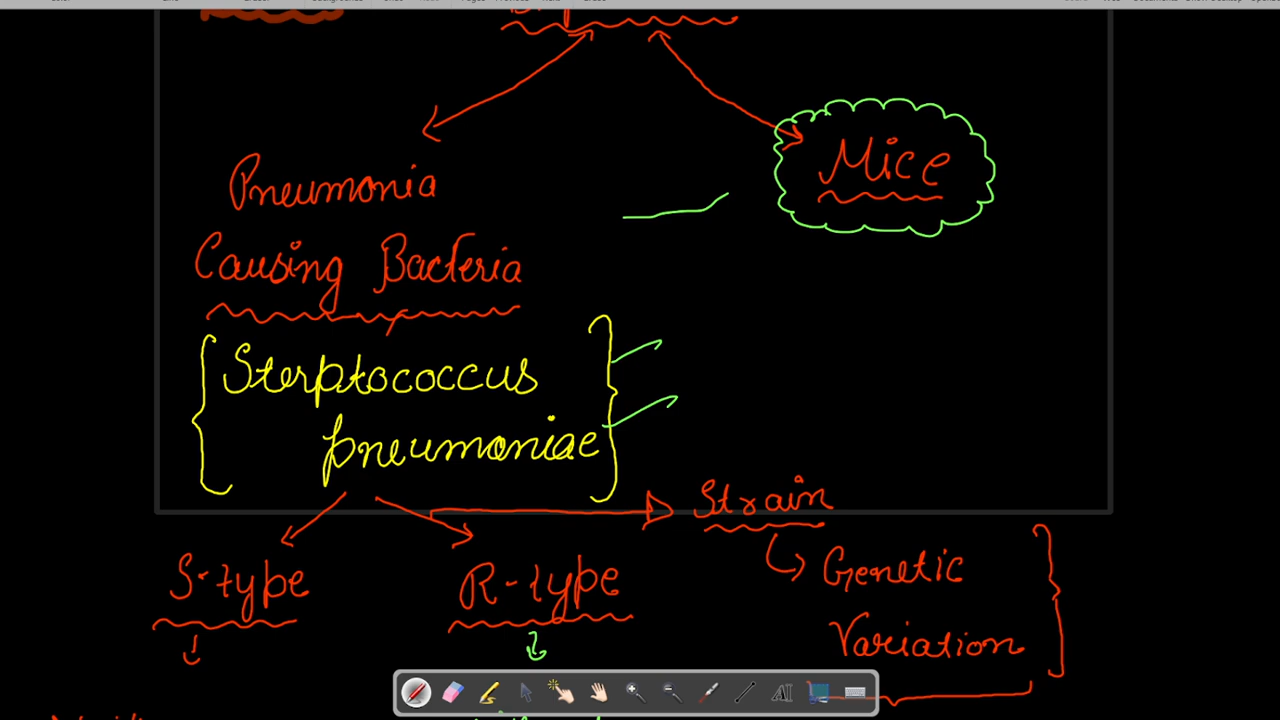 Pneumonia
Mice
Causing Bacteria
Sterptococcus
pneumoniae
Strain
S-type
R-type
Genetic
Variation